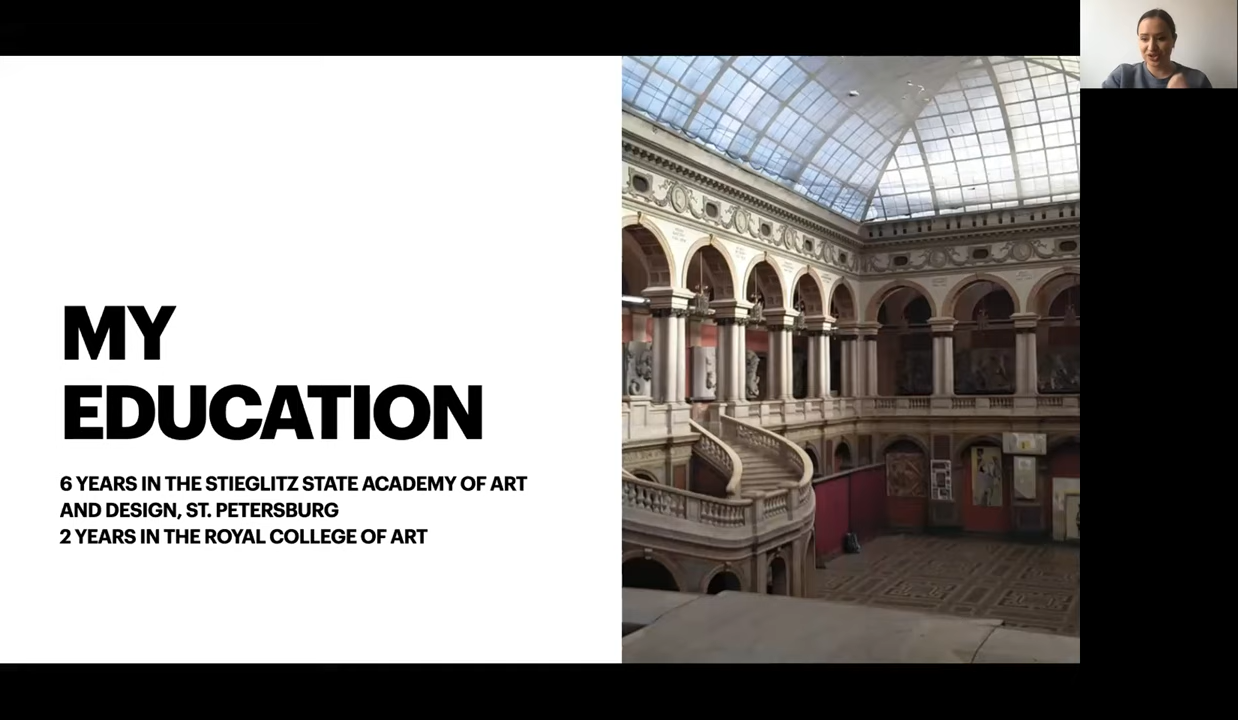 MY
EDUCATION
6 YEARS IN THE STIEGLITZ STATE ACADEMY OF ART
AND DESIGN, ST. PETERSBURG
2 YEARS IN THE ROYAL COLLEGE OF ART